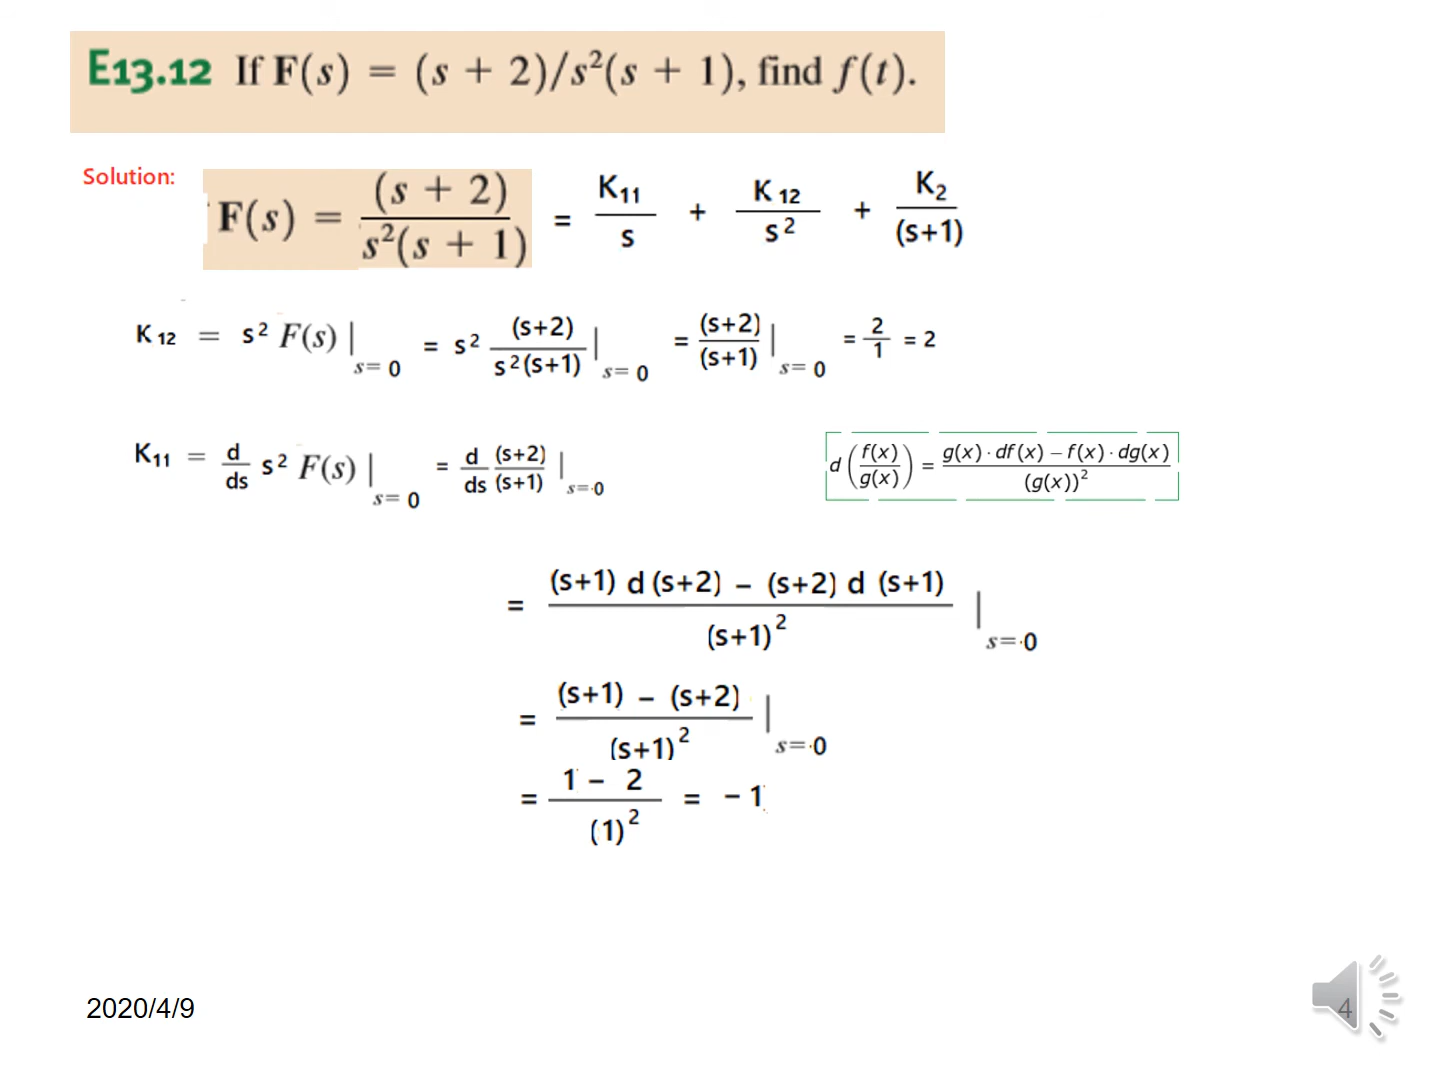 E13.12 If F(s) = (s + 2)/s²(s + 1), find f(t).
Solution:
F(s) = (s + 2) / s²(s + 1) = K₁₁ / s + K₁₂ / s² + K₂ / (s+1)
K₁₂ = s² F(s) | s= 0 = s² (s+2) / s²(s+1) | s= 0 = (s+2) / (s+1) | s= 0 = 2 / 1 = 2
K₁₁ = d / ds s² F(s) | s= 0 = d / ds (s+2) / (s+1) | s= 0
d ( f(x) / g(x) ) = g(x) · df(x) – f(x) · dg(x) / (g(x))²
= (s+1) d (s+2) – (s+2) d (s+1) / (s+1)² | s= 0
= (s+1) – (s+2) / (s+1)² | s= 0
= 1 – 2 / (1)² = – 1
2020/4/9
4